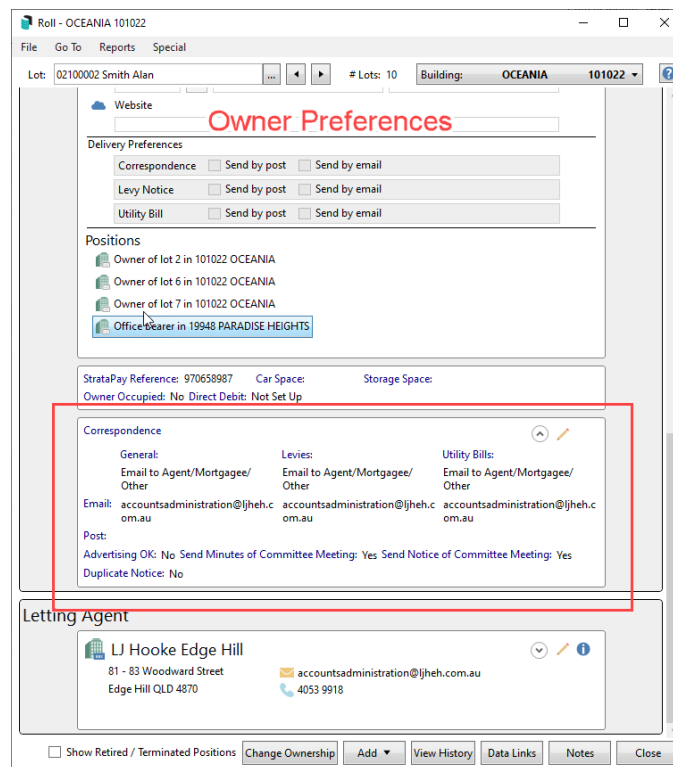 Roll - OCEANIA 101022
File Go To Reports Special
Lot: 02100002 Smith Alan ... # Lots: 10 Building: OCEANIA 101022
Website
Owner Preferences
Delivery Preferences
Correspondence Send by post Send by email
Levy Notice Send by post Send by email
Utility Bill Send by post Send by email
Positions
Owner of lot 2 in 101022 OCEANIA
Owner of lot 6 in 101022 OCEANIA
Owner of lot 7 in 101022 OCEANIA
Office bearer in 19948 PARADISE HEIGHTS
StrataPay Reference: 970658987 Car Space: Storage Space:
Owner Occupied: No Direct Debit: Not Set Up
Correspondence
General: Levies: Utility Bills:
Email to Agent/Mortgagee/ Email to Agent/Mortgagee/ Email to Agent/Mortgagee/
Other Other Other
Email: accountsadministration@ljheh.c accountsadministration@ljheh.c accountsadministration@ljheh.c
om.au om.au om.au
Post:
Advertising OK: No Send Minutes of Committee Meeting: Yes Send Notice of Committee Meeting: Yes
Duplicate Notice: No
Letting Agent
LJ Hooke Edge Hill
81 - 83 Woodward Street accountsadministration@ljheh.com.au
Edge Hill QLD 4870 4053 9918
Show Retired / Terminated Positions Change Ownership Add View History Data Links Notes Close